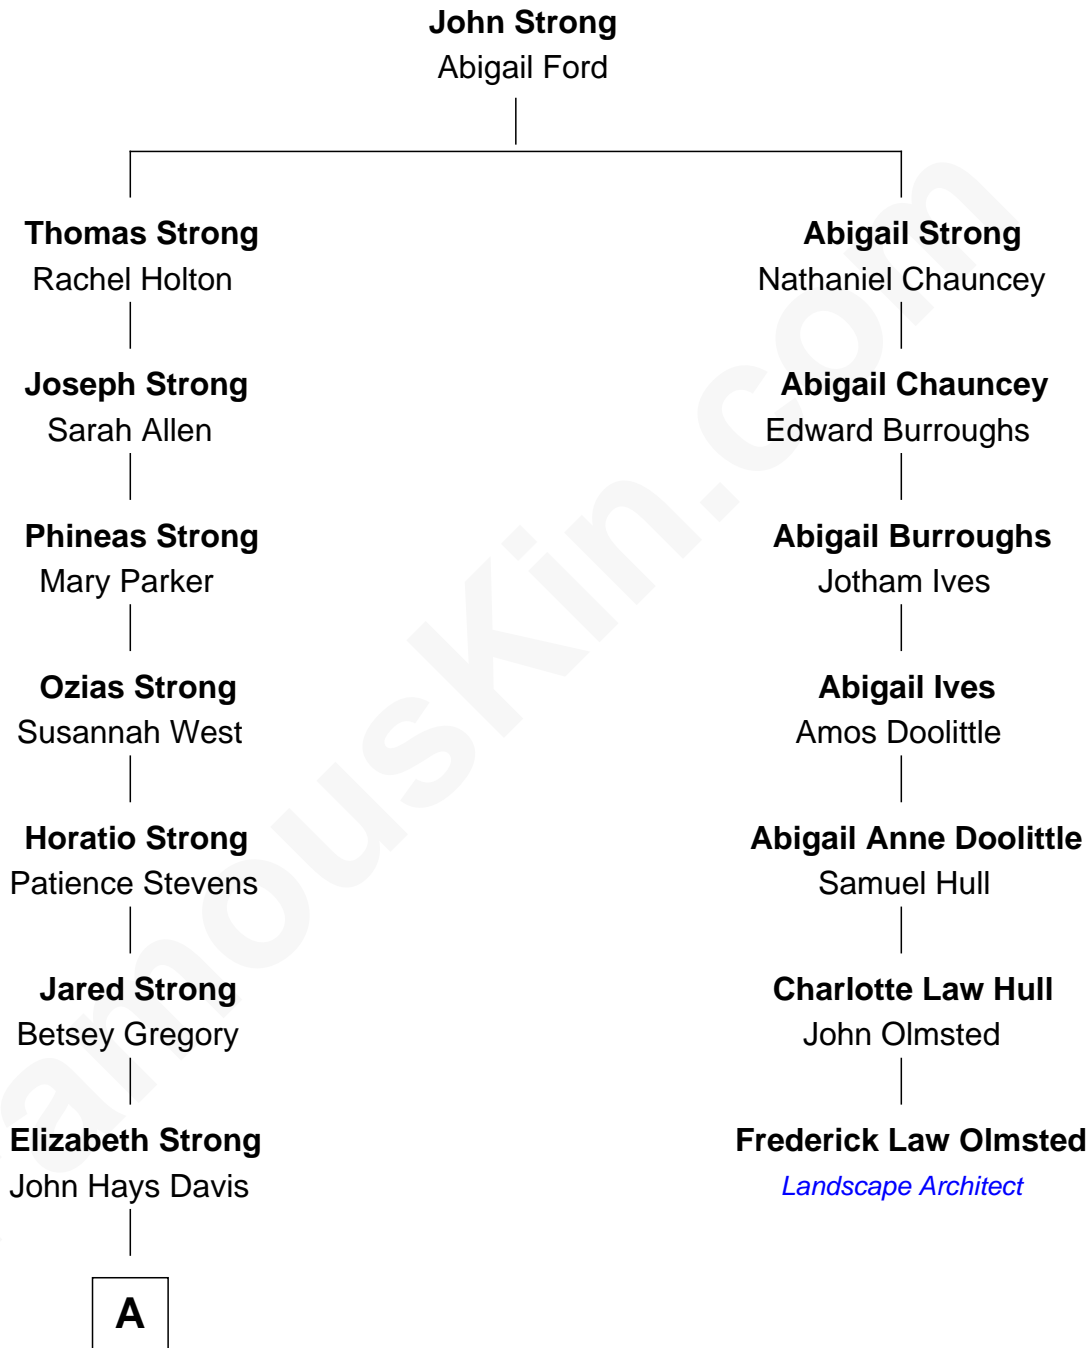 John Strong
Abigail Ford
Thomas Strong
Rachel Holton
Abigail Strong
Nathaniel Chauncey
Joseph Strong
Sarah Allen
Abigail Chauncey
Edward Burroughs
Phineas Strong
Mary Parker
Abigail Burroughs
Jotham Ives
Ozias Strong
Susannah West
Abigail Ives
Amos Doolittle
Horatio Strong
Patience Stevens
Abigail Anne Doolittle
Samuel Hull
Jared Strong
Betsey Gregory
Charlotte Law Hull
John Olmsted
Elizabeth Strong
John Hays Davis
Frederick Law Olmsted
Landscape Architect
A
amouskin.com